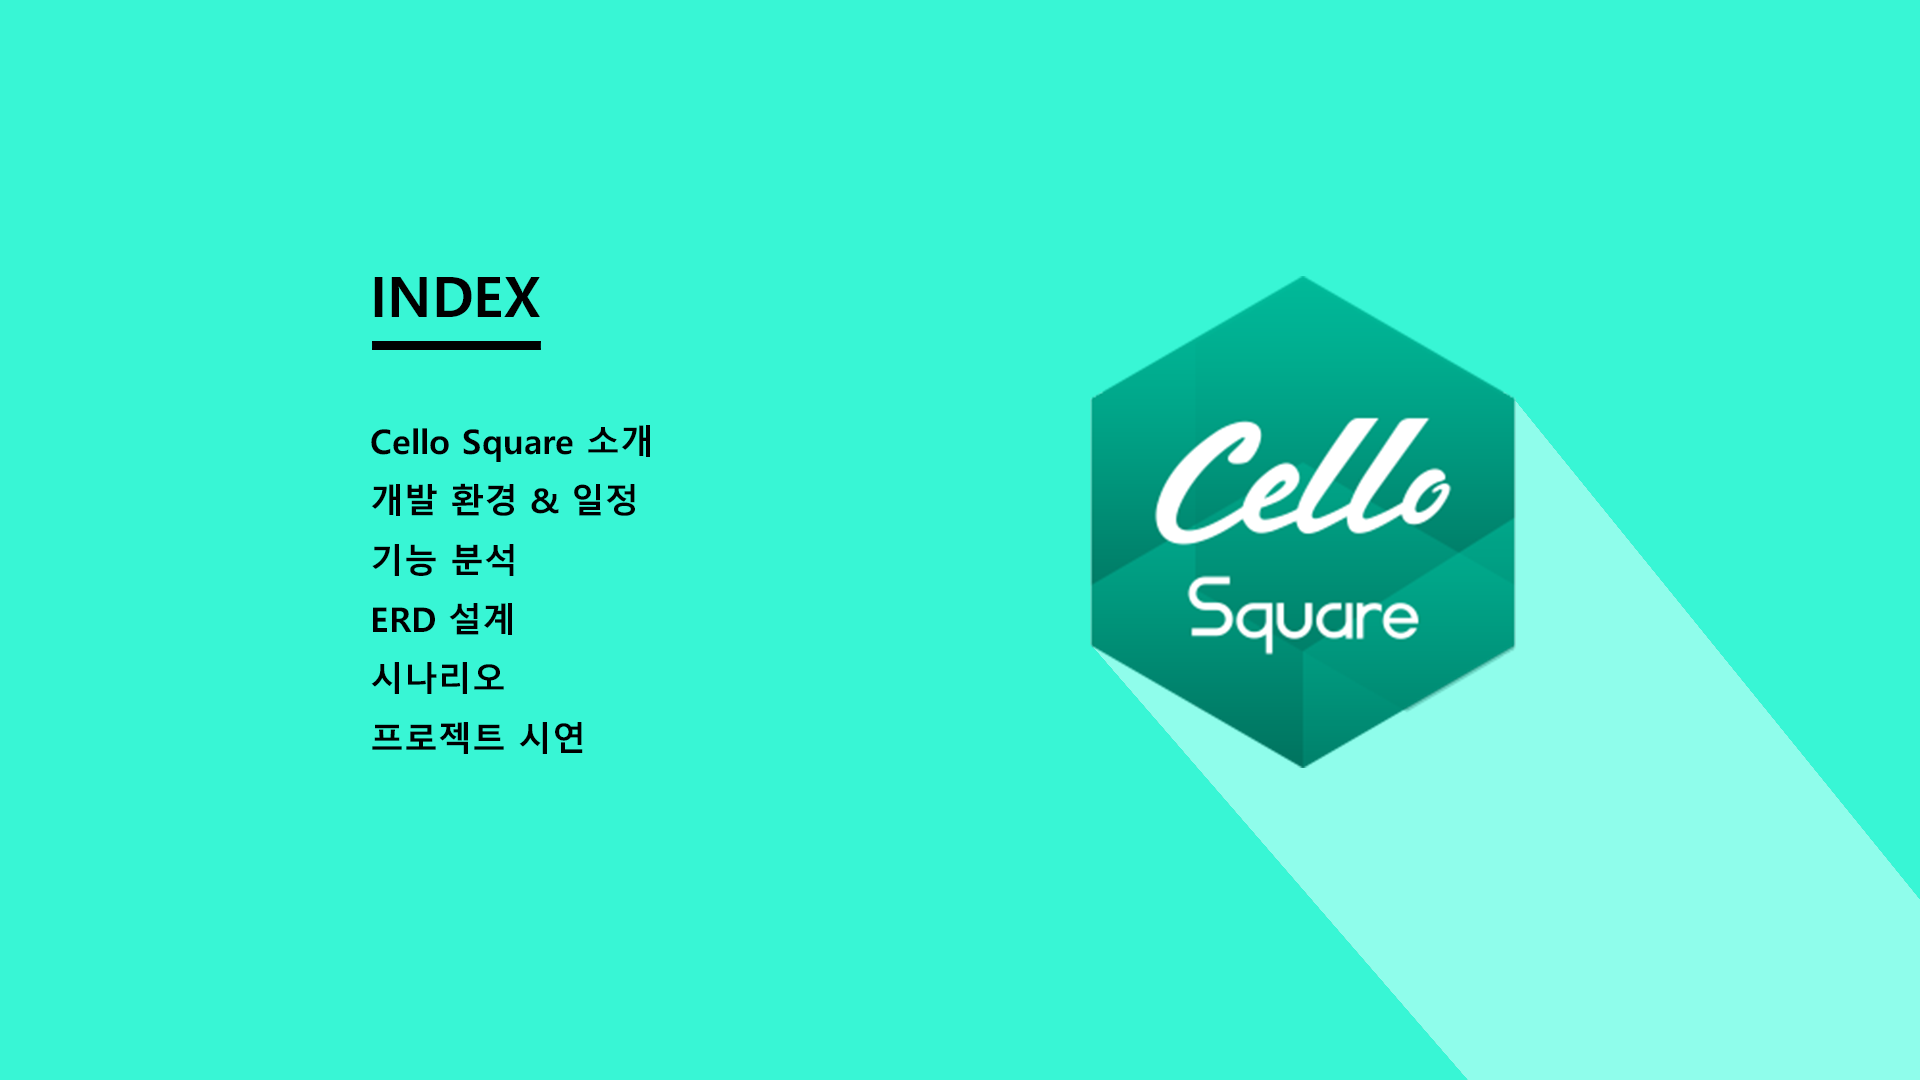 INDEX
Cello Square 소개
개발 환경 & 일정
기능 분석
ERD 설계
시나리오
프로젝트 시연
Cello
Square